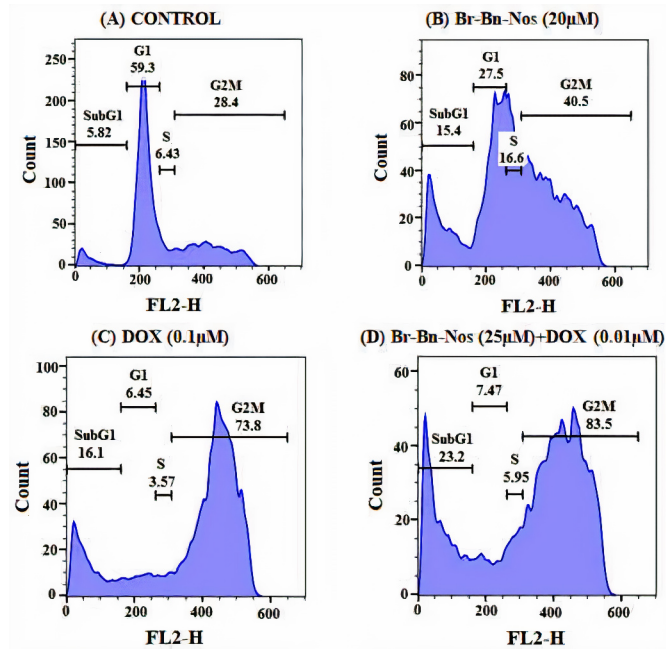 (A) CONTROL
G1
59.3
G2M
28.4
SubG1
5.82
S
6.43
250
200
150
100
50
0
Count
0
200
400
600
FL2-H
(B) Br-Bn-Nos (20μM)
G1
27.5
G2M
40.5
SubG1
15.4
S
16.6
80
60
40
20
0
Count
0
200
400
600
FL2-H
(C) DOX (0.1μM)
G1
6.45
G2M
73.8
SubG1
16.1
S
3.57
100
80
60
40
20
0
Count
0
200
400
600
FL2-H
(D) Br-Bn-Nos (25μM)+DOX (0.01μM)
G1
7.47
G2M
83.5
SubG1
23.2
S
5.95
60
40
20
0
Count
0
200
400
600
FL2-H